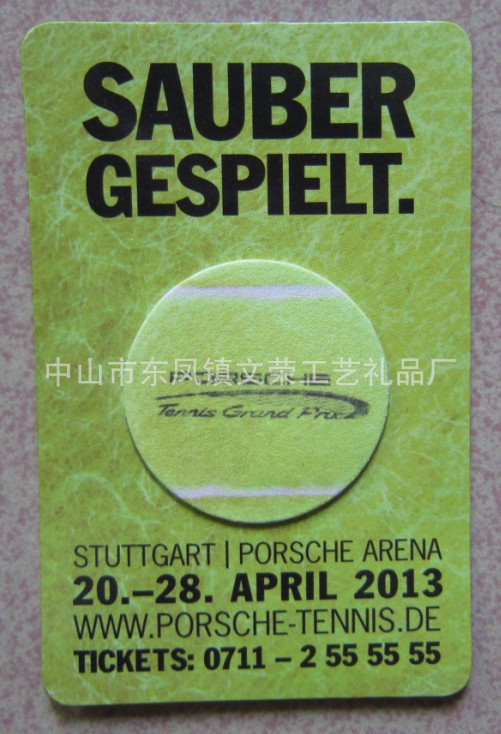 SAUBER
GESPIELT.
中山市东凤镇文荣工艺礼品厂
PORSCHE
Tennis Grand Prix
STUTTGART | PORSCHE ARENA
20.–28. APRIL 2013
WWW.PORSCHE-TENNIS.DE
TICKETS: 0711 – 2 55 55 55